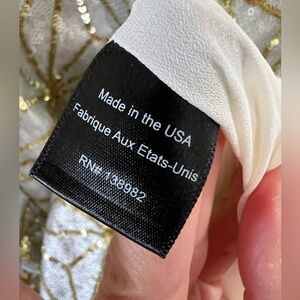 Made in the USA
Fabrique Aux Etats-Unis
RN# 138982